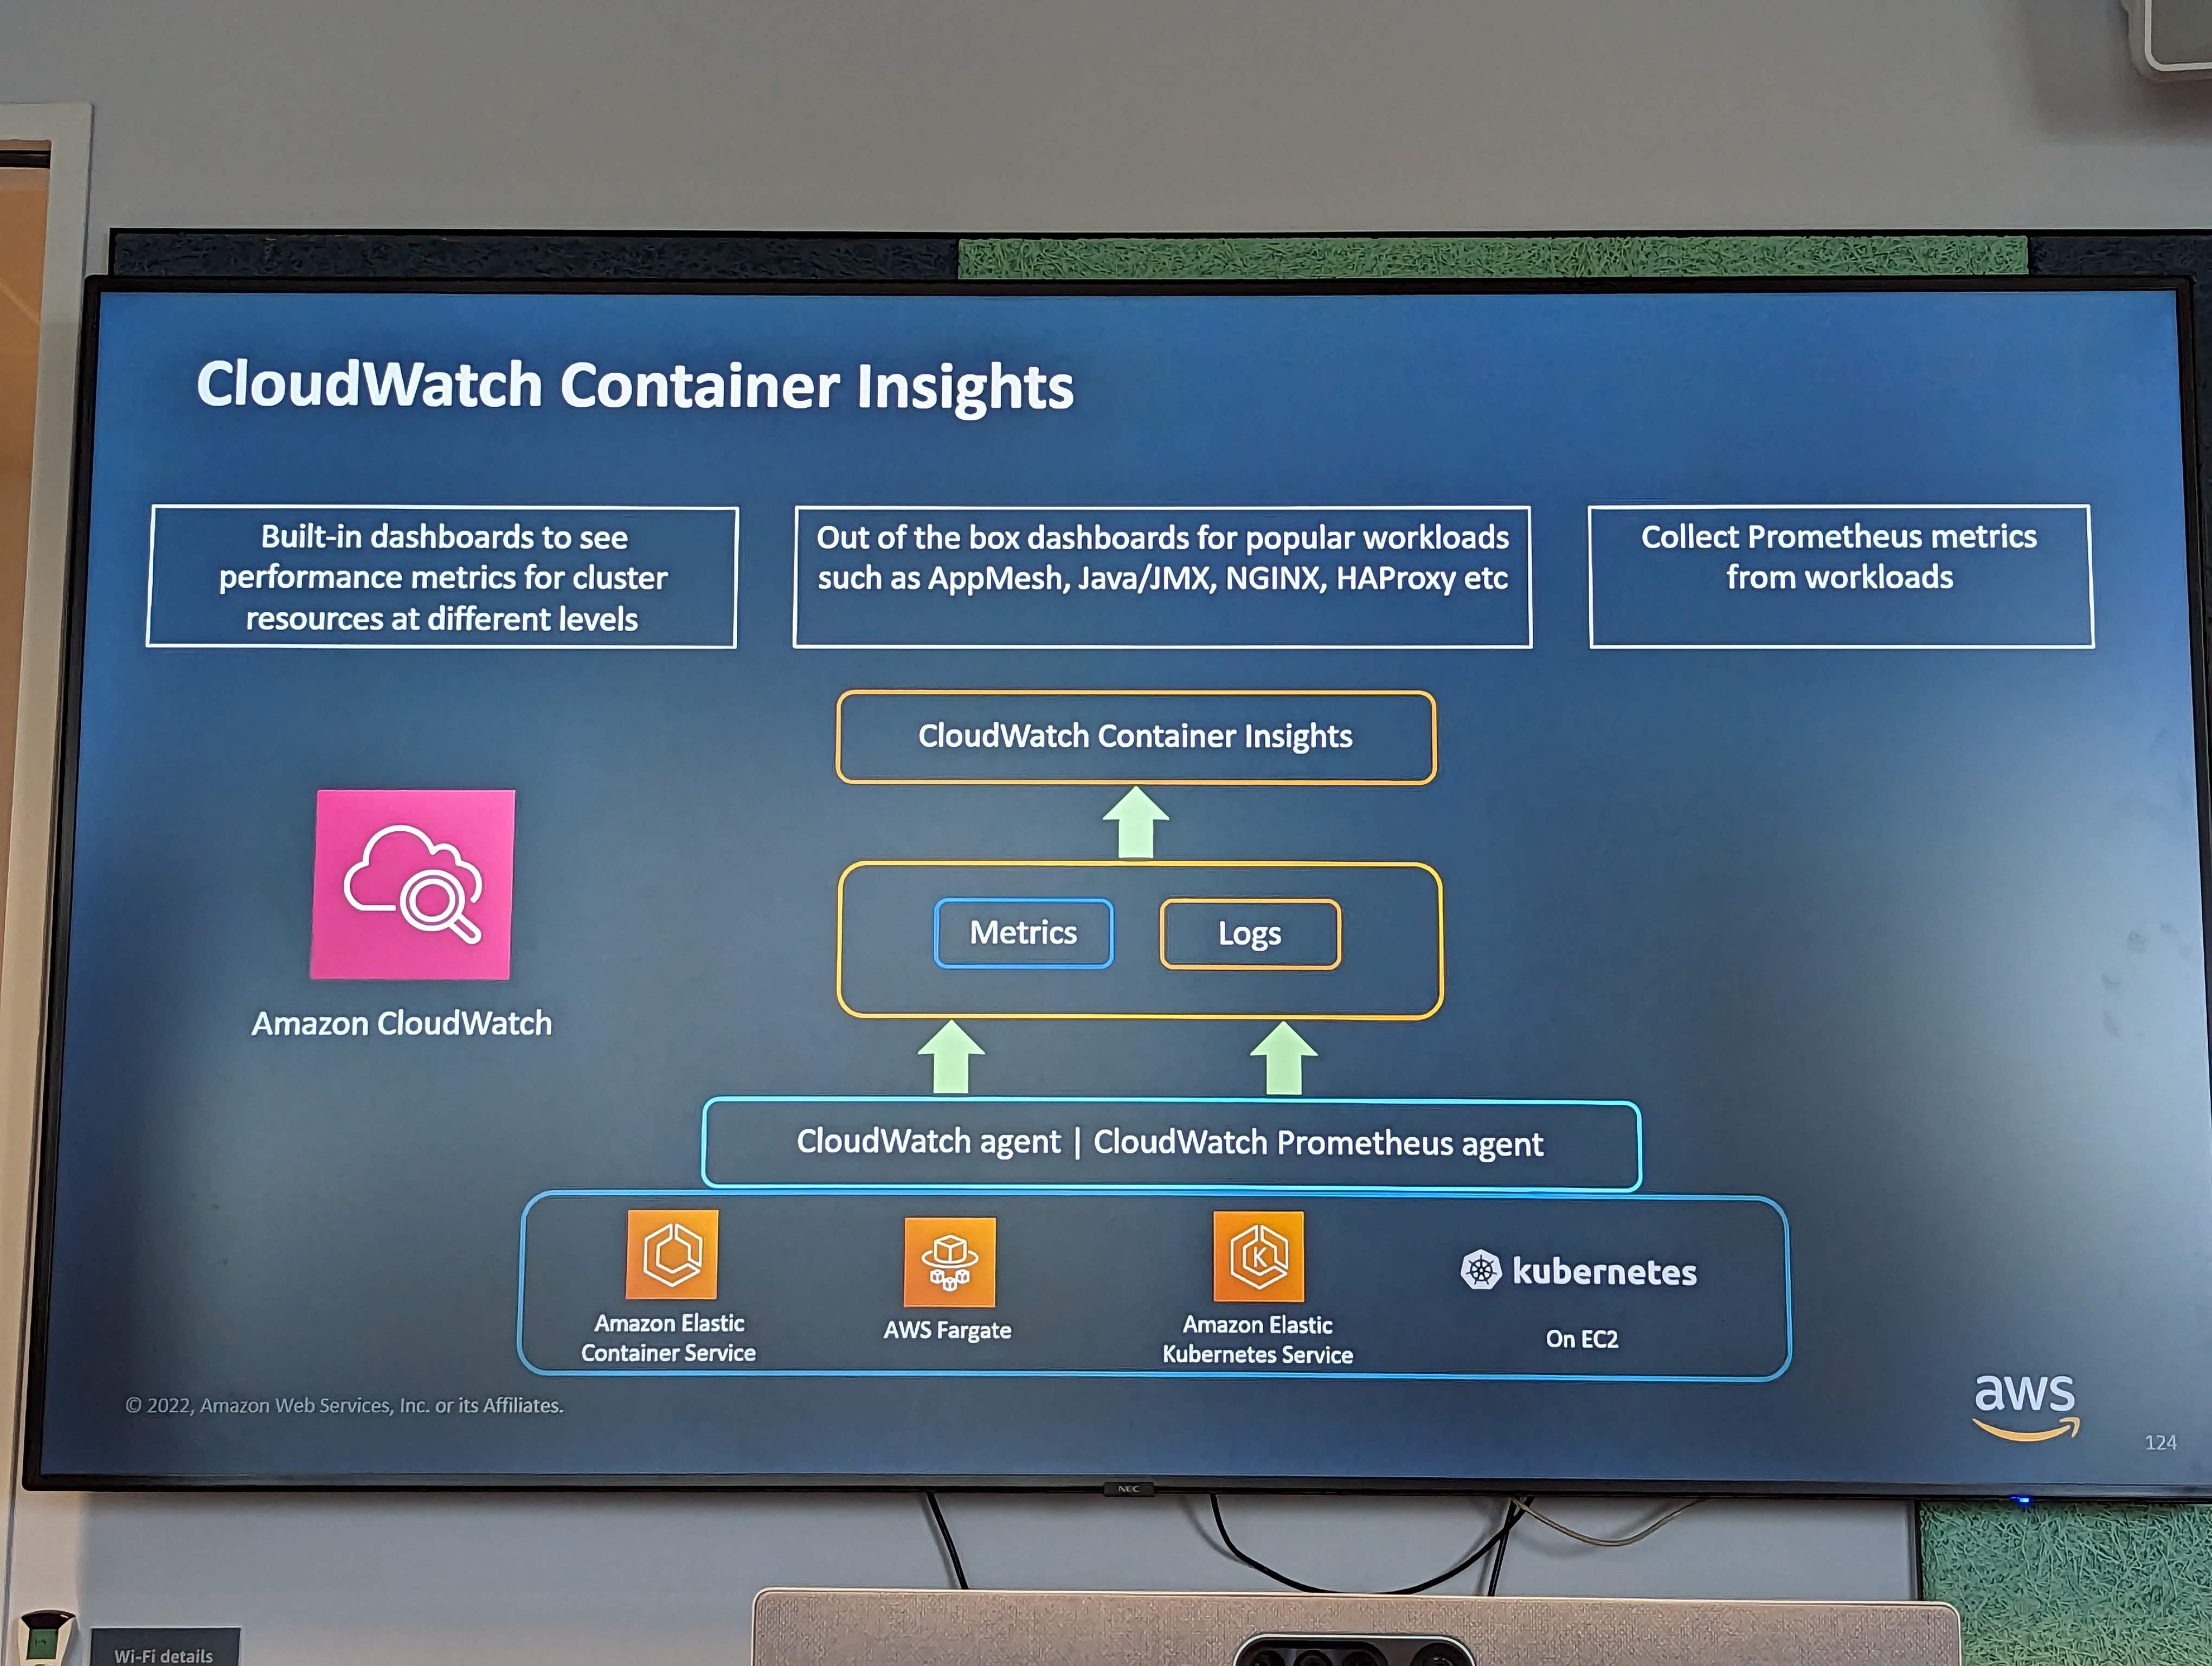 CloudWatch Container Insights
Built-in dashboards to see
performance metrics for cluster
resources at different levels
Out of the box dashboards for popular workloads
such as AppMesh, Java/JMX, NGINX, HAProxy etc
Collect Prometheus metrics
from workloads
CloudWatch Container Insights
Metrics
Logs
Amazon CloudWatch
CloudWatch agent | CloudWatch Prometheus agent
Amazon Elastic
Container Service
AWS Fargate
K
Amazon Elastic
Kubernetes Service
kubernetes
On EC2
© 2022, Amazon Web Services, Inc. or its Affiliates.
aws
124
NEC
Wi-Fi details